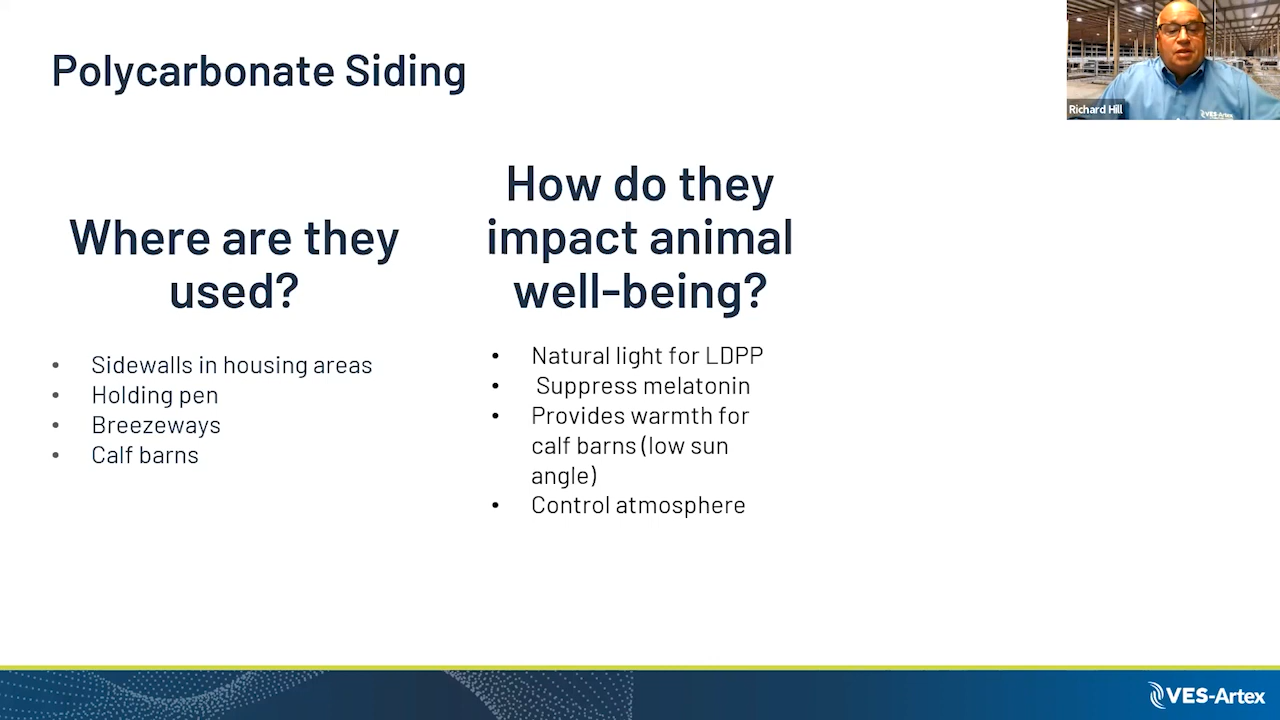 Polycarbonate Siding
Richard Hill
VES-Artex
Where are they
used?
• Sidewalls in housing areas
• Holding pen
• Breezeways
• Calf barns
How do they
impact animal
well-being?
• Natural light for LDPP
• Suppress melatonin
• Provides warmth for
calf barns (low sun
angle)
• Control atmosphere
VES-Artex